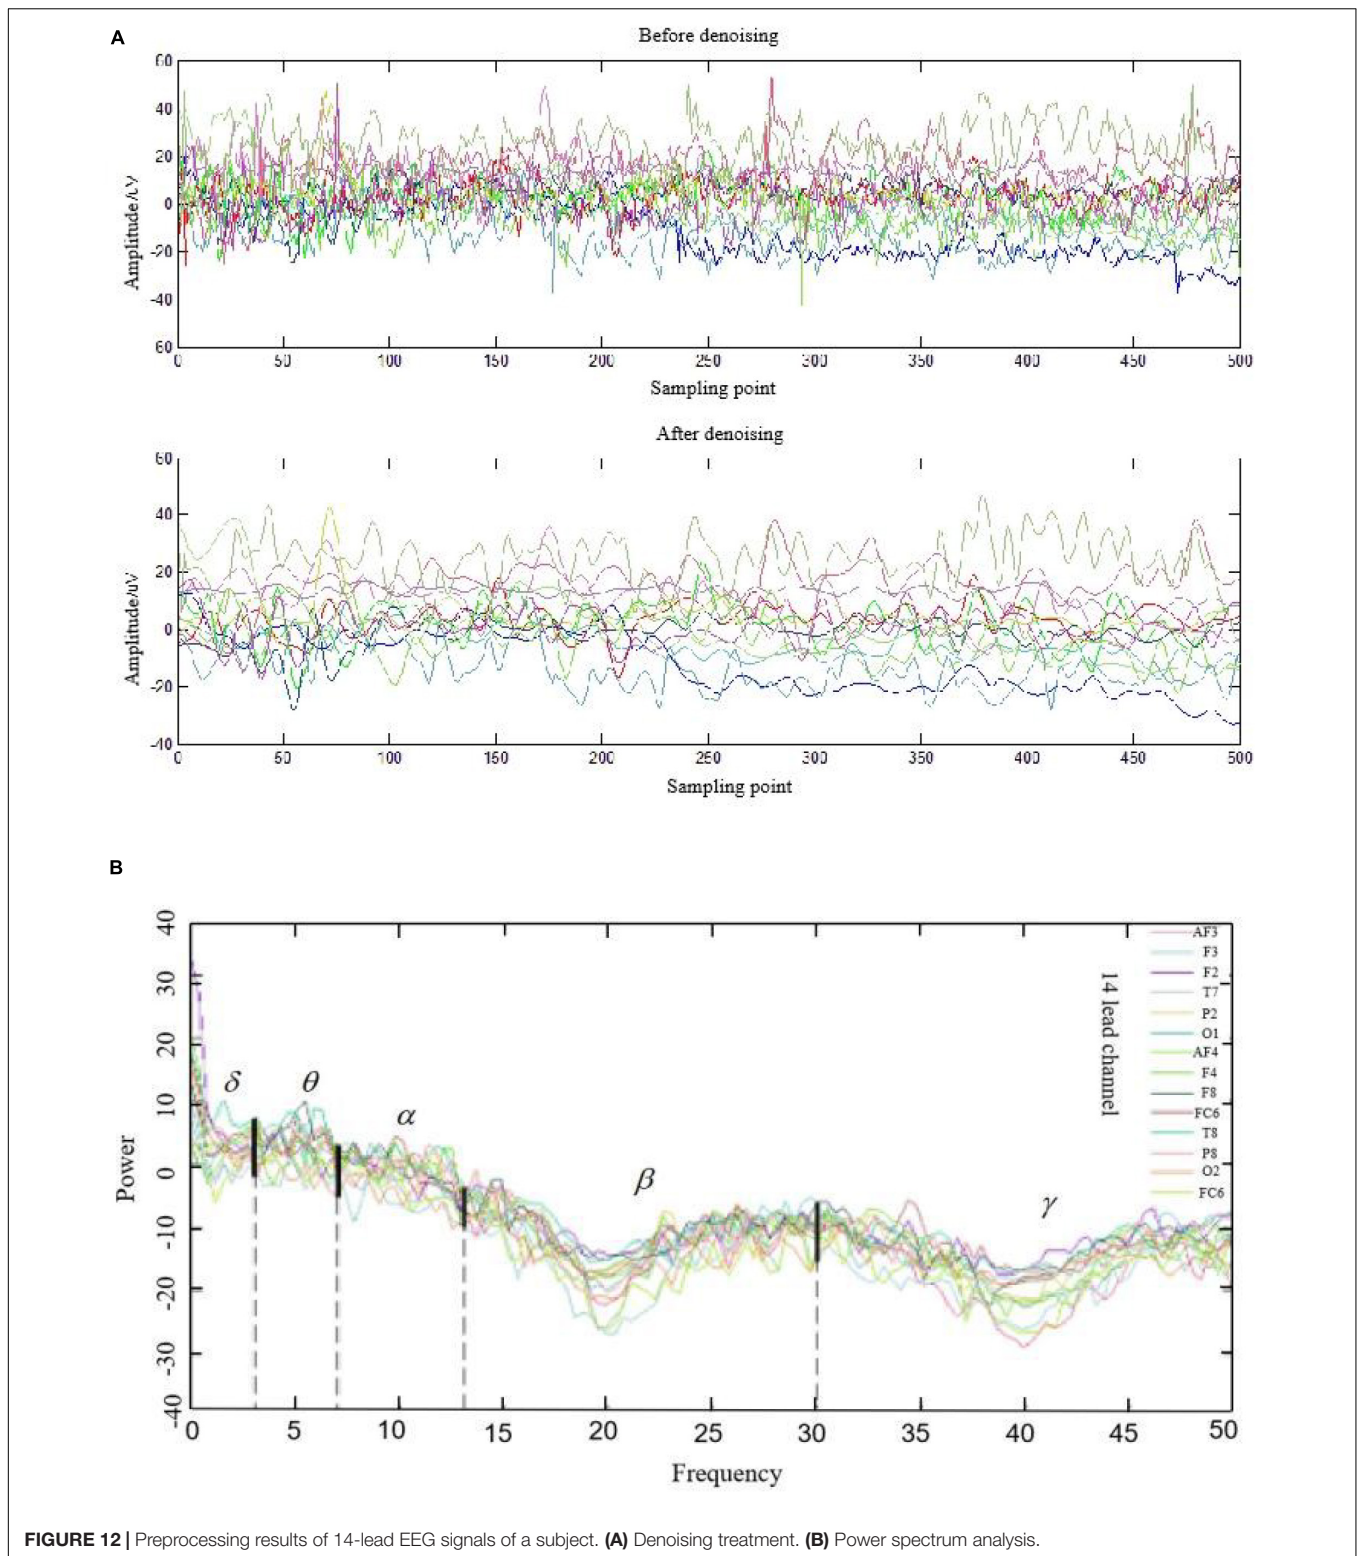 A
Before denoising
60
40
20
0
-20
-40
60
Amplitude/LV
0 50 100 150 200 250 300 350 400 450 500
Sampling point
After denoising
60
40
20
0
-20
-40
Amplitude/uV
0 50 100 150 200 250 300 350 400 450 500
Sampling point
B
40
30
20
10
0
-10
-20
-30
-40
Power
δ
θ
α
β
γ
14 lead channel
AF3
F3
F2
T7
P2
O1
AF4
F4
F8
FC6
T8
P8
O2
FC6
0 5 10 15 20 25 30 35 40 45 50
Frequency
FIGURE 12 | Preprocessing results of 14-lead EEG signals of a subject. (A) Denoising treatment. (B) Power spectrum analysis.